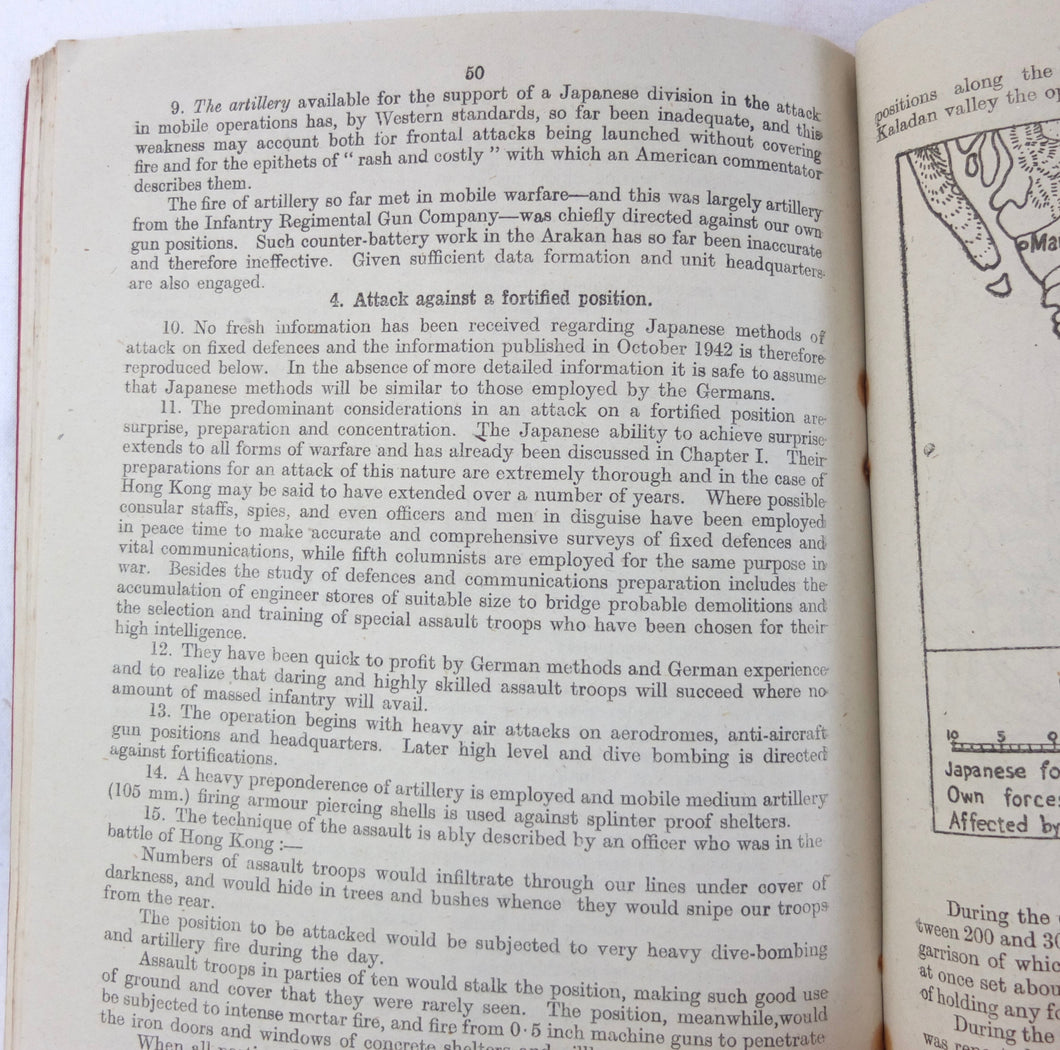 50
9. The artillery available for the support of a Japanese division in the attack
in mobile operations has, by Western standards, so far been inadequate, and this
weakness may account both for frontal attacks being launched without covering
fire and for the epithets of “ rash and costly ” with which an American commentator
describes them.
The fire of artillery so far met in mobile warfare—and this was largely artillery
from the Infantry Regimental Gun Company—was chiefly directed against our own
gun positions. Such counter-battery work in the Arakan has so far been inaccurate
and therefore ineffective. Given sufficient data formation and unit headquarters
are also engaged.
4. Attack against a fortified position.
10. No fresh information has been received regarding Japanese methods of
attack on fixed defences and the information published in October 1942 is therefore
reproduced below. In the absence of more detailed information it is safe to assume
that Japanese methods will be similar to those employed by the Germans.
11. The predominant considerations in an attack on a fortified position are
surprise, preparation and concentration. The Japanese ability to achieve surprise
extends to all forms of warfare and has already been discussed in Chapter I. Their
preparations for an attack of this nature are extremely thorough and in the case of
Hong Kong may be said to have extended over a number of years. Where possible
consular staffs, spies, and even officers and men in disguise have been employed
in peace time to make accurate and comprehensive surveys of fixed defences and
vital communications, while fifth columnists are employed for the same purpose in
war. Besides the study of defences and communications preparation includes the
accumulation of engineer stores of suitable size to bridge probable demolitions and
the selection and training of special assault troops who have been chosen for their
high intelligence.
12. They have been quick to profit by German methods and German experience
and to realize that daring and highly skilled assault troops will succeed where no
amount of massed infantry will avail.
13. The operation begins with heavy air attacks on aerodromes, anti-aircraft
gun positions and headquarters. Later high level and dive bombing is directed
against fortifications.
14. A heavy preponderence of artillery is employed and mobile medium artillery
(105 mm.) firing armour piercing shells is used against splinter proof shelters.
15. The technique of the assault is ably described by an officer who was in the
battle of Hong Kong :—
Numbers of assault troops would infiltrate through our lines under cover of
darkness, and would hide in trees and bushes whence they would snipe our troops
from the rear.
The position to be attacked would be subjected to very heavy dive-bombing
and artillery fire during the day.
Assault troops in parties of ten would stalk the position, making such good use
of ground and cover that they were rarely seen. The position, meanwhile, would
be subjected to intense mortar fire, and fire from 0·5 inch machine guns to penetrate
the iron doors and windows of concrete shelters and
When all
positions along the
Kaladan valley the
10 5 0
Japanese
Own forces
Affected by
During the
tween 200 and
garrison of
at once set
of holding any
During the
was